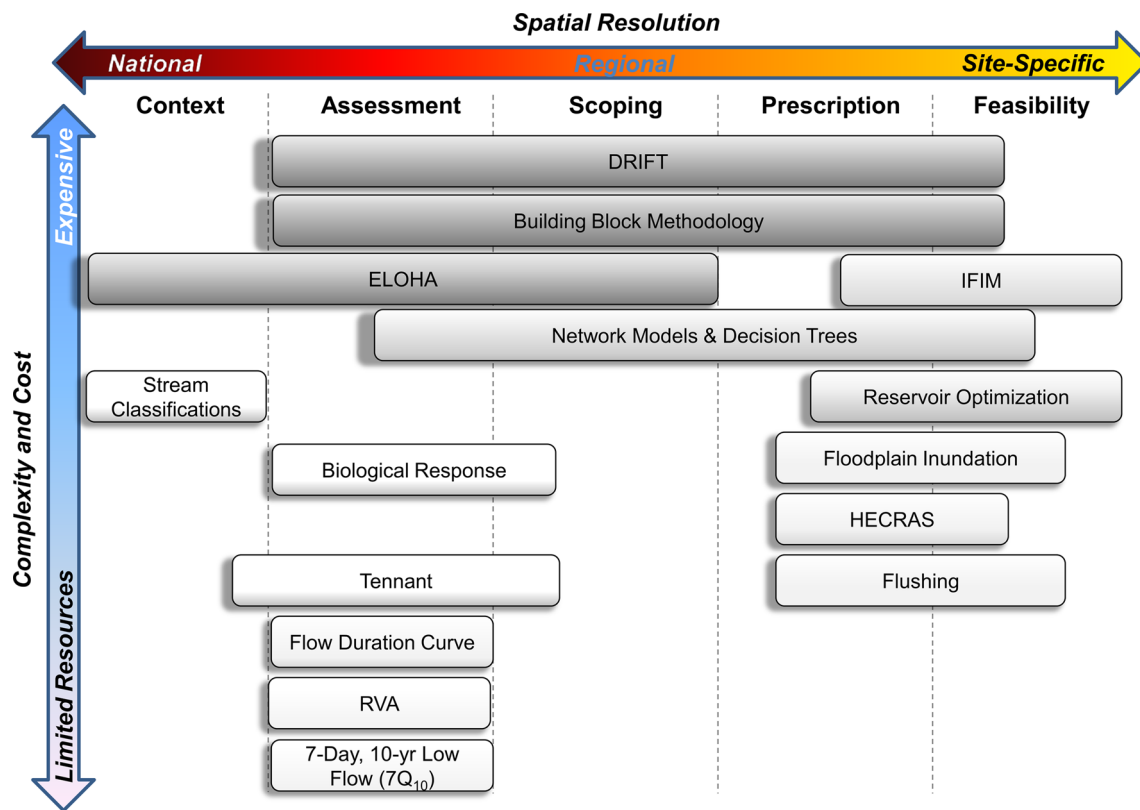 Spatial Resolution
National
Regional
Site-Specific
Context
Assessment
Scoping
Prescription
Feasibility
Complexity and Cost
Expensive
Limited Resources
DRIFT
Building Block Methodology
ELOHA
IFIM
Network Models & Decision Trees
Stream
Classifications
Reservoir Optimization
Biological Response
Floodplain Inundation
HECRAS
Tennant
Flushing
Flow Duration Curve
RVA
7-Day, 10-yr Low
Flow (7Q₁₀)